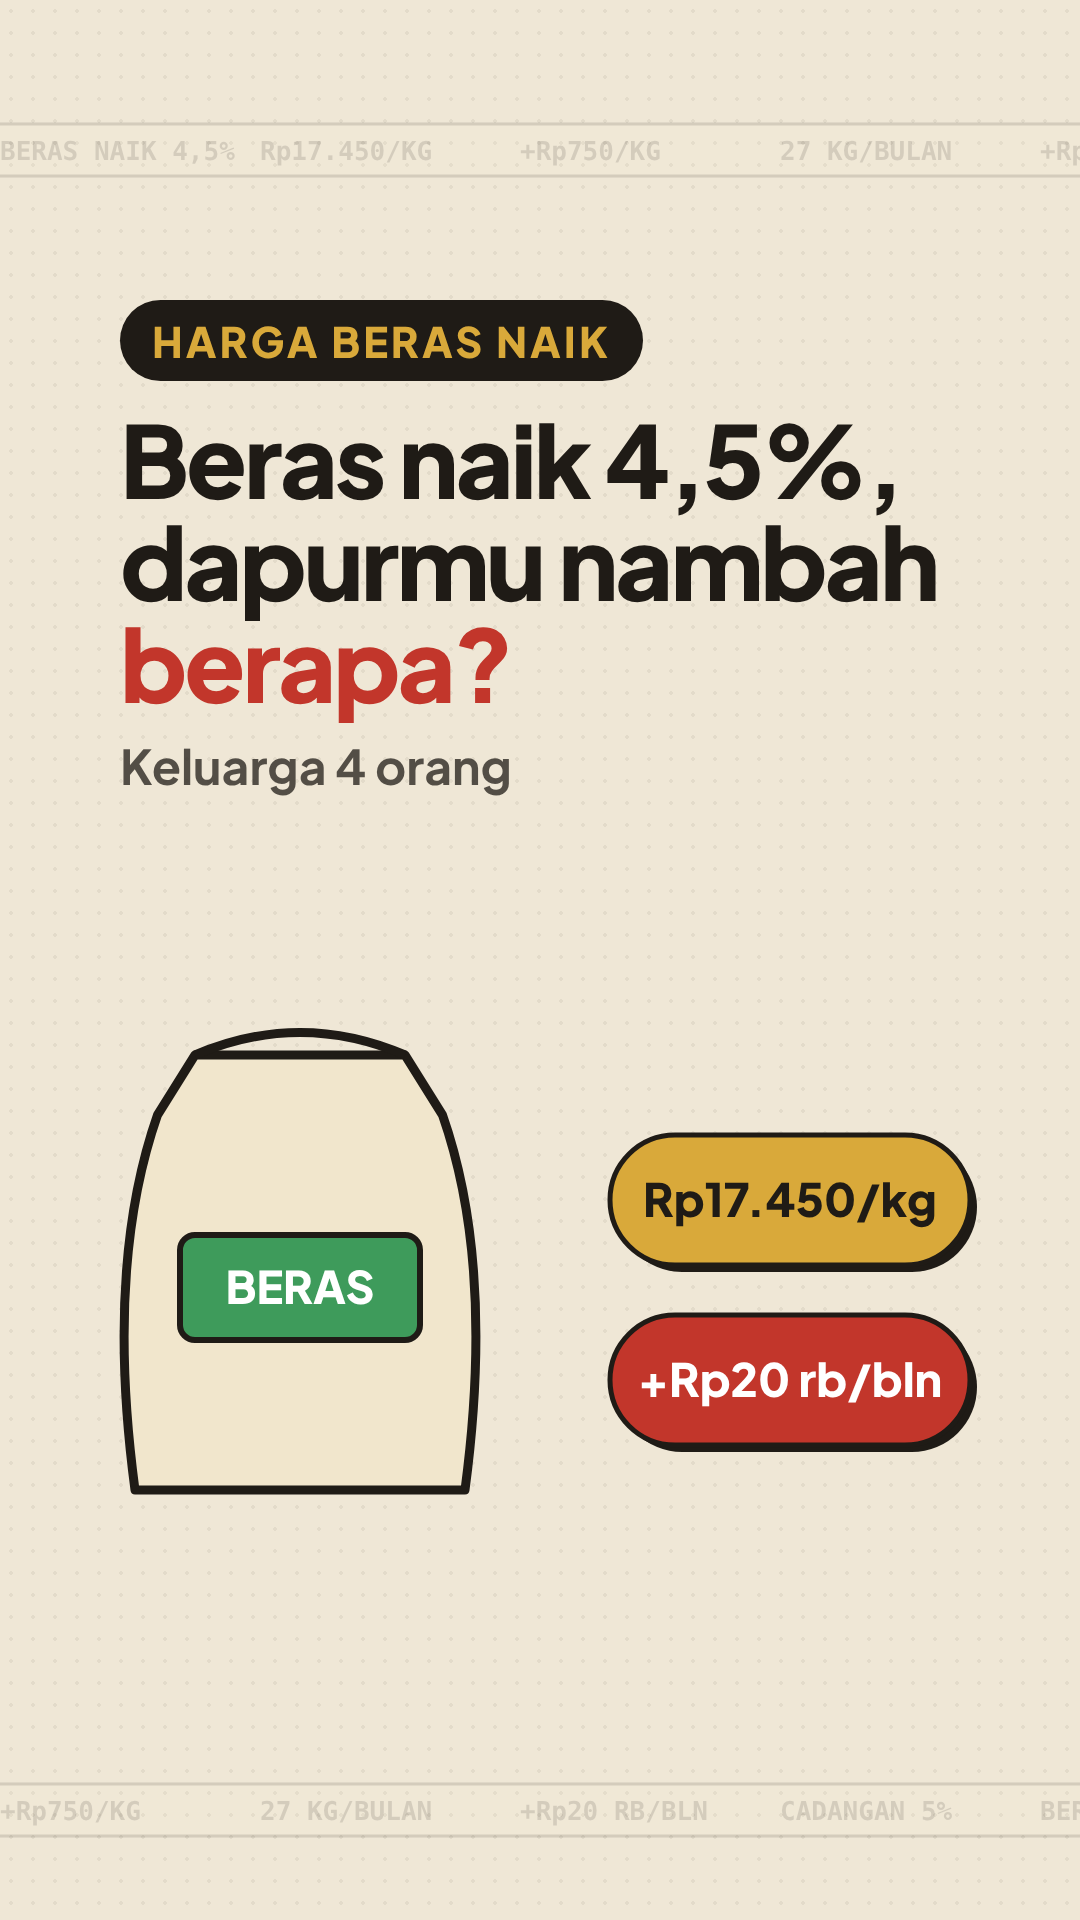 BERAS NAIK 4,5% Rp17.450/KG +Rp750/KG 27 KG/BULAN +Rp
HARGA BERAS NAIK
Beras naik 4,5%,
dapurmu nambah
berapa?
Keluarga 4 orang
BERAS
Rp17.450/kg
+Rp20 rb/bln
+Rp750/KG 27 KG/BULAN +Rp20 RB/BLN CADANGAN 5% BER